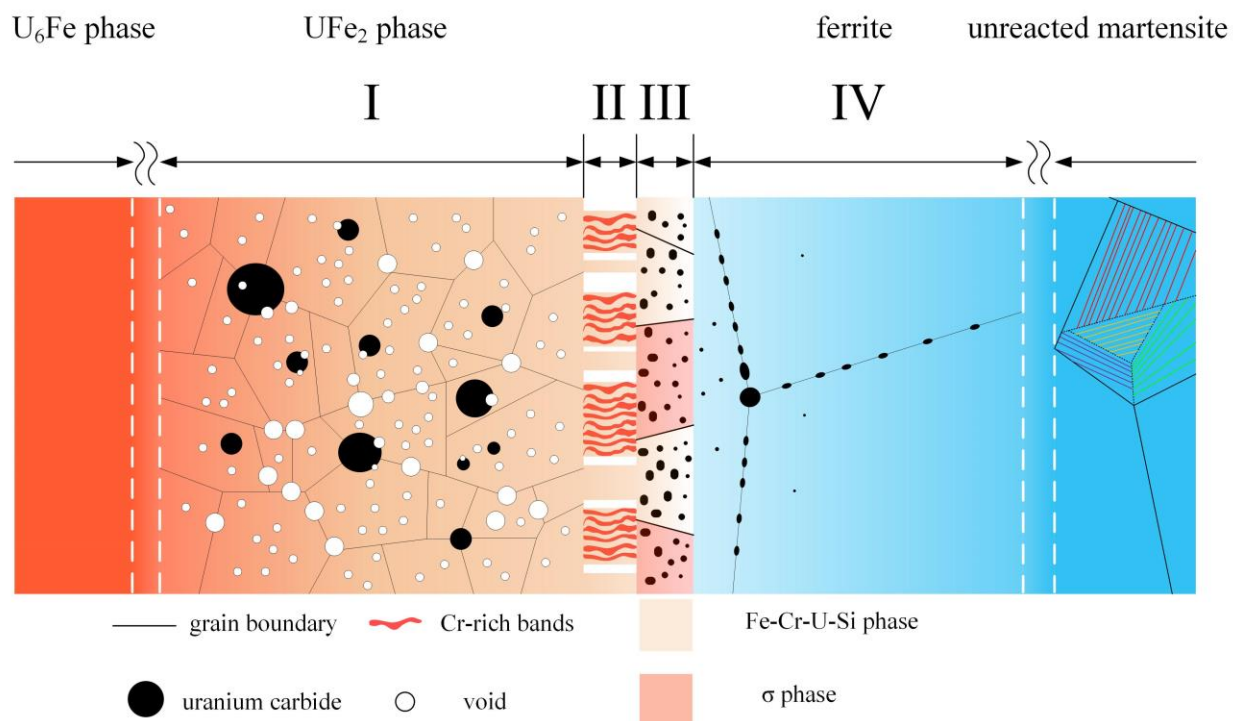 U₆Fe phase UFe₂ phase ferrite unreacted martensite
I II III IV
grain boundary Cr-rich bands Fe-Cr-U-Si phase
uranium carbide void σ phase